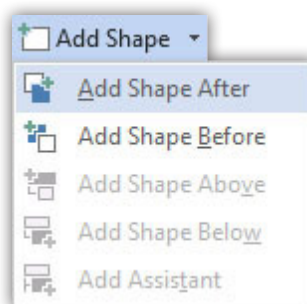 Add Shape
Add Shape After
Add Shape Before
Add Shape Above
Add Shape Below
Add Assistant